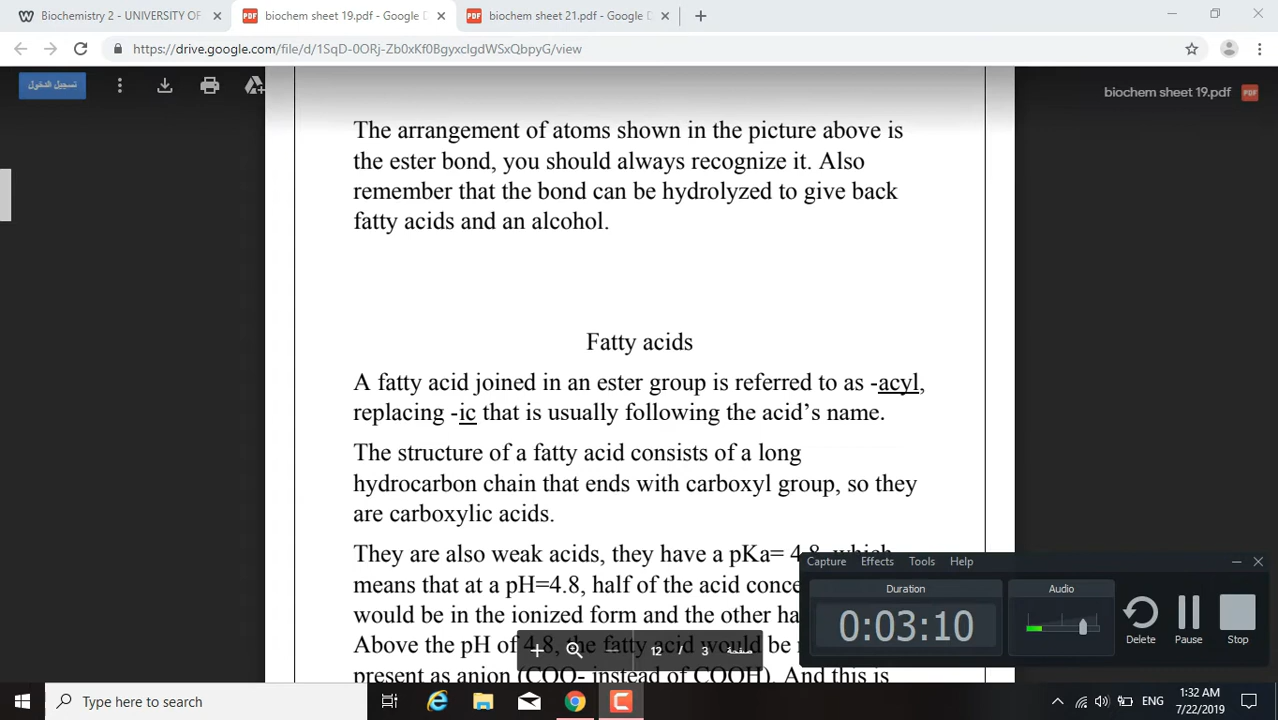 Biochemistry 2 - UNIVERSITY OF
biochem sheet 19.pdf - Google D
biochem sheet 21.pdf - Google D
https://drive.google.com/file/d/1SqD-0ORj-Zb0xKf0BgyxclgdWSxQbpyG/view
تسجيل الدخول
biochem sheet 19.pdf
The arrangement of atoms shown in the picture above is
the ester bond, you should always recognize it. Also
remember that the bond can be hydrolyzed to give back
fatty acids and an alcohol.
Fatty acids
A fatty acid joined in an ester group is referred to as -acyl,
replacing -ic that is usually following the acid's name.
The structure of a fatty acid consists of a long
hydrocarbon chain that ends with carboxyl group, so they
are carboxylic acids.
They are also weak acids, they have a pKa= 4.8, which
means that at a pH=4.8, half of the acid conce
would be in the ionized form and the other ha
Above the pH of 4.8, the fatty acid would be
present as anion (COO- instead of COOH). And this is
Capture Effects Tools Help
Duration
0:03:10
Audio
Delete
Pause
Stop
12 / 3 صفحة
Type here to search
ENG
1:32 AM
7/22/2019